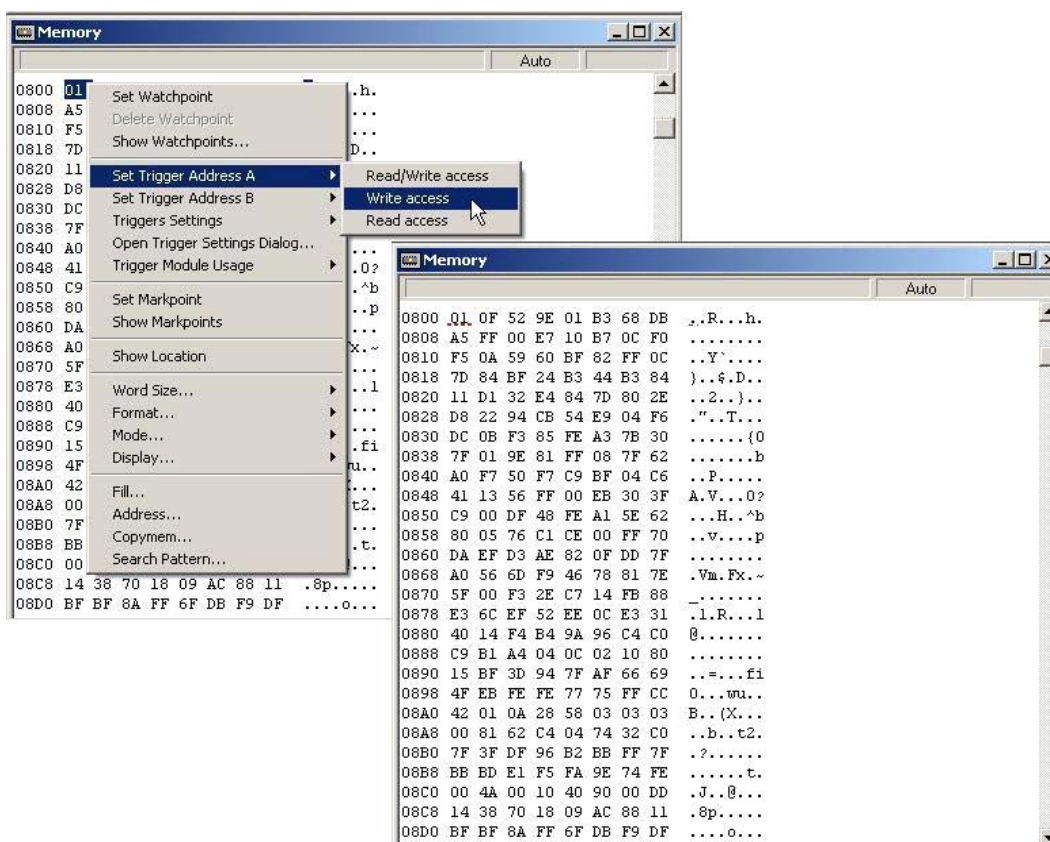 Memory
Auto
0800 01 .h.
0808 A5 ...
0810 F5 ...
0818 7D D..
0820 11
0828 D8
0830 DC
0838 7F
0840 A0 ...
0848 41 .0?
0850 C9 .^b
0858 80 ..p
0860 DA ...
0868 A0 x.~
0870 5F ...
0878 E3 ..l
0880 40 ...
0888 C9 ...
0890 15 .fi
0898 4F wu..
08A0 42 ...
08A8 00 t2.
08B0 7F ...
08B8 BB .t.
08C0 00 ...
08C8 14 38 70 18 09 AC 88 11 .8p.....
08D0 BF BF 8A FF 6F DB F9 DF ....o...
Set Watchpoint
Delete Watchpoint
Show Watchpoints...
Set Trigger Address A
Set Trigger Address B
Triggers Settings
Open Trigger Settings Dialog...
Trigger Module Usage
Set Markpoint
Show Markpoints
Show Location
Word Size...
Format...
Mode...
Display...
Fill...
Address...
Copymem...
Search Pattern...
Read/Write access
Write access
Read access
Memory
Auto
0800 01 0F 52 9E 01 B3 68 DB ..R...h.
0808 A5 FF 00 E7 10 B7 0C F0 ........
0810 F5 0A 59 60 BF 82 FF 0C ..Y`....
0818 7D 84 BF 24 B3 44 B3 84 }..$.D..
0820 11 D1 32 E4 84 7D 80 2E ..2..}..
0828 D8 22 94 CB 54 E9 04 F6 ."..T...
0830 DC 0B F3 85 FE A3 7B 30 ......{0
0838 7F 01 9E 81 FF 08 7F 62 .......b
0840 A0 F7 50 F7 C9 BF 04 C6 ..P.....
0848 41 13 56 FF 00 EB 30 3F A.V...0?
0850 C9 00 DF 48 FE A1 5E 62 ...H..^b
0858 80 05 76 C1 CE 00 FF 70 ..v....p
0860 DA EF D3 AE 82 0F DD 7F ........
0868 A0 56 6D F9 46 78 81 7E .Vm.Fx.~
0870 5F 00 F3 2E C7 14 FB 88 _.......
0878 E3 6C EF 52 EE 0C E3 31 .l.R...1
0880 40 14 F4 B4 9A 96 C4 C0 @.......
0888 C9 B1 A4 04 0C 02 10 80 ........
0890 15 BF 3D 94 7F AF 66 69 ..=...fi
0898 4F EB FE FE 77 75 FF CC O...wu..
08A0 42 01 0A 28 58 03 03 03 B..(X...
08A8 00 81 62 C4 04 74 32 C0 ..b..t2.
08B0 7F 3F DF 96 B2 BB FF 7F .?......
08B8 BB BD E1 F5 FA 9E 74 FE ......t.
08C0 00 4A 00 10 40 90 00 DD .J..@...
08C8 14 38 70 18 09 AC 88 11 .8p.....
08D0 BF BF 8A FF 6F DB F9 DF ....o...